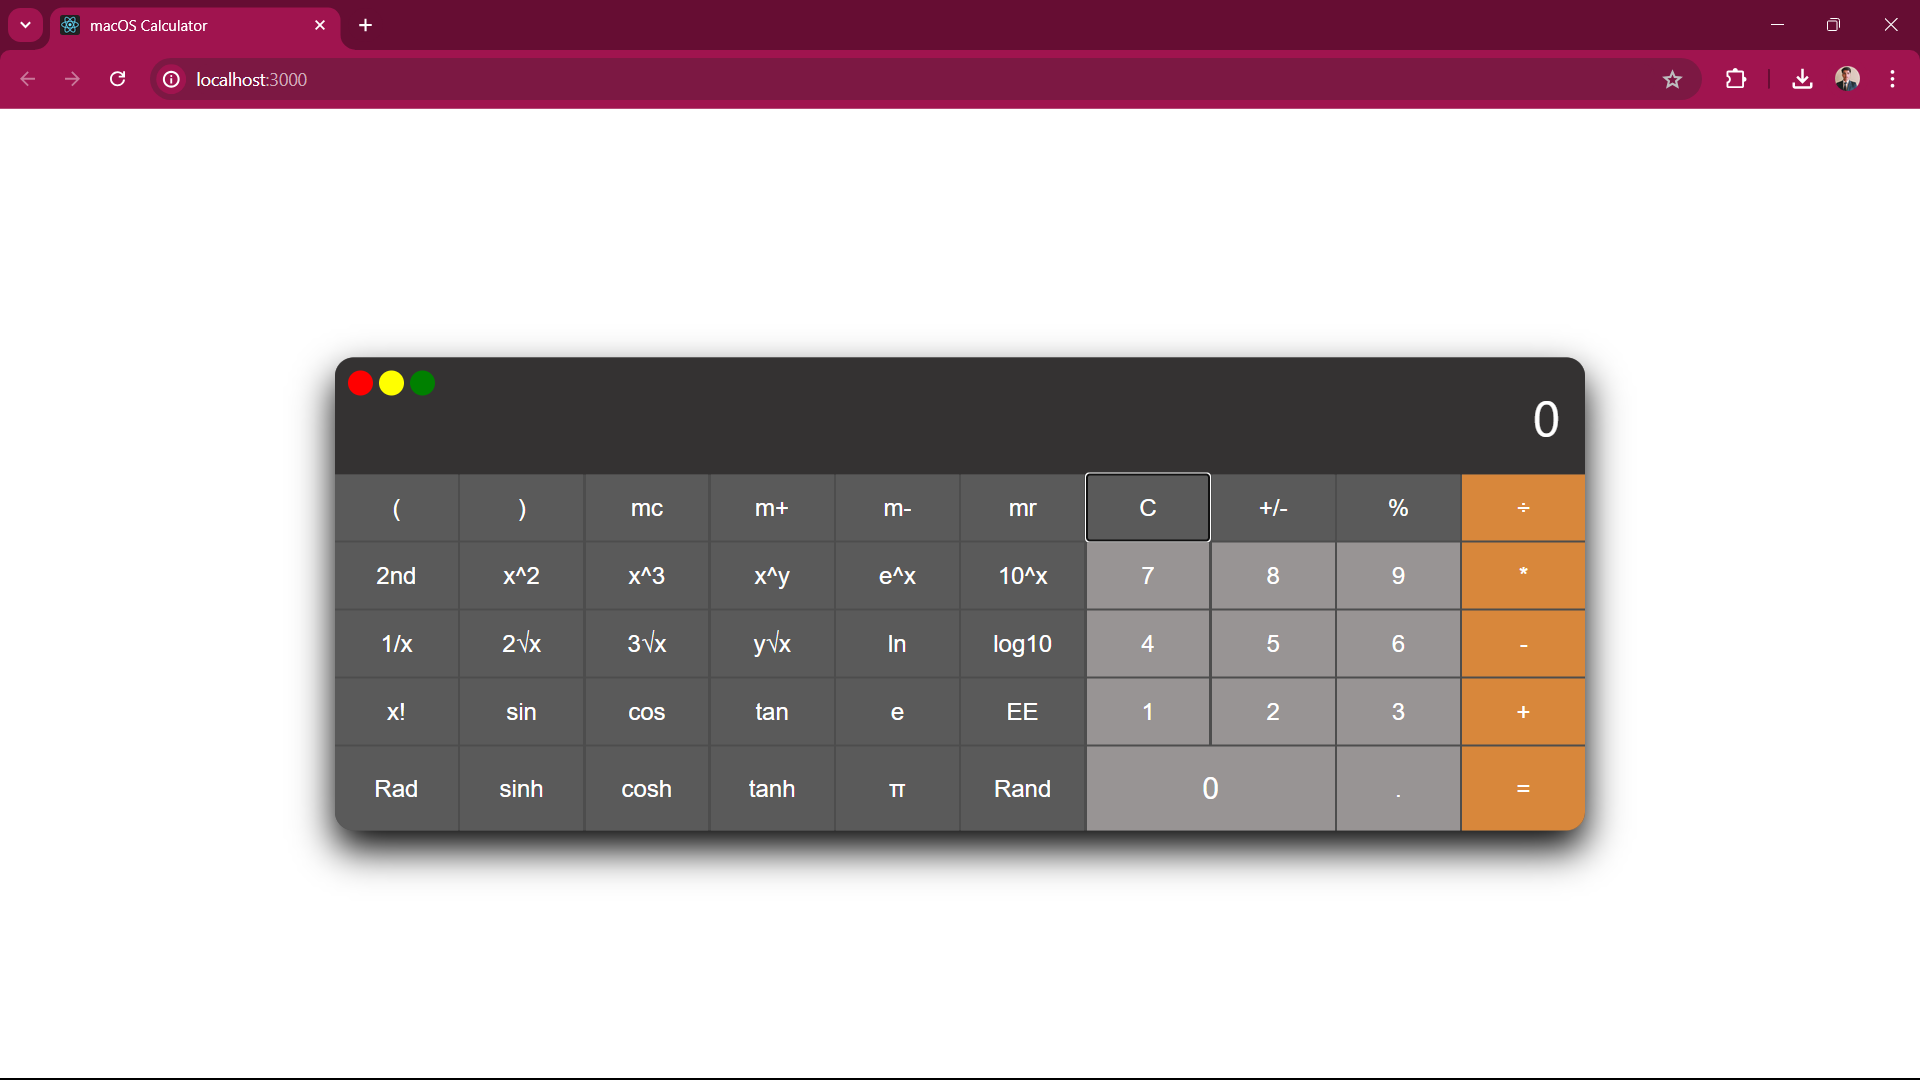 macOS Calculator
localhost:3000
0
( ) mc m+ m- mr C +/- % ÷
2nd x^2 x^3 x^y e^x 10^x 7 8 9 *
1/x 2√x 3√x y√x ln log10 4 5 6 -
x! sin cos tan e EE 1 2 3 +
Rad sinh cosh tanh π Rand 0 . =